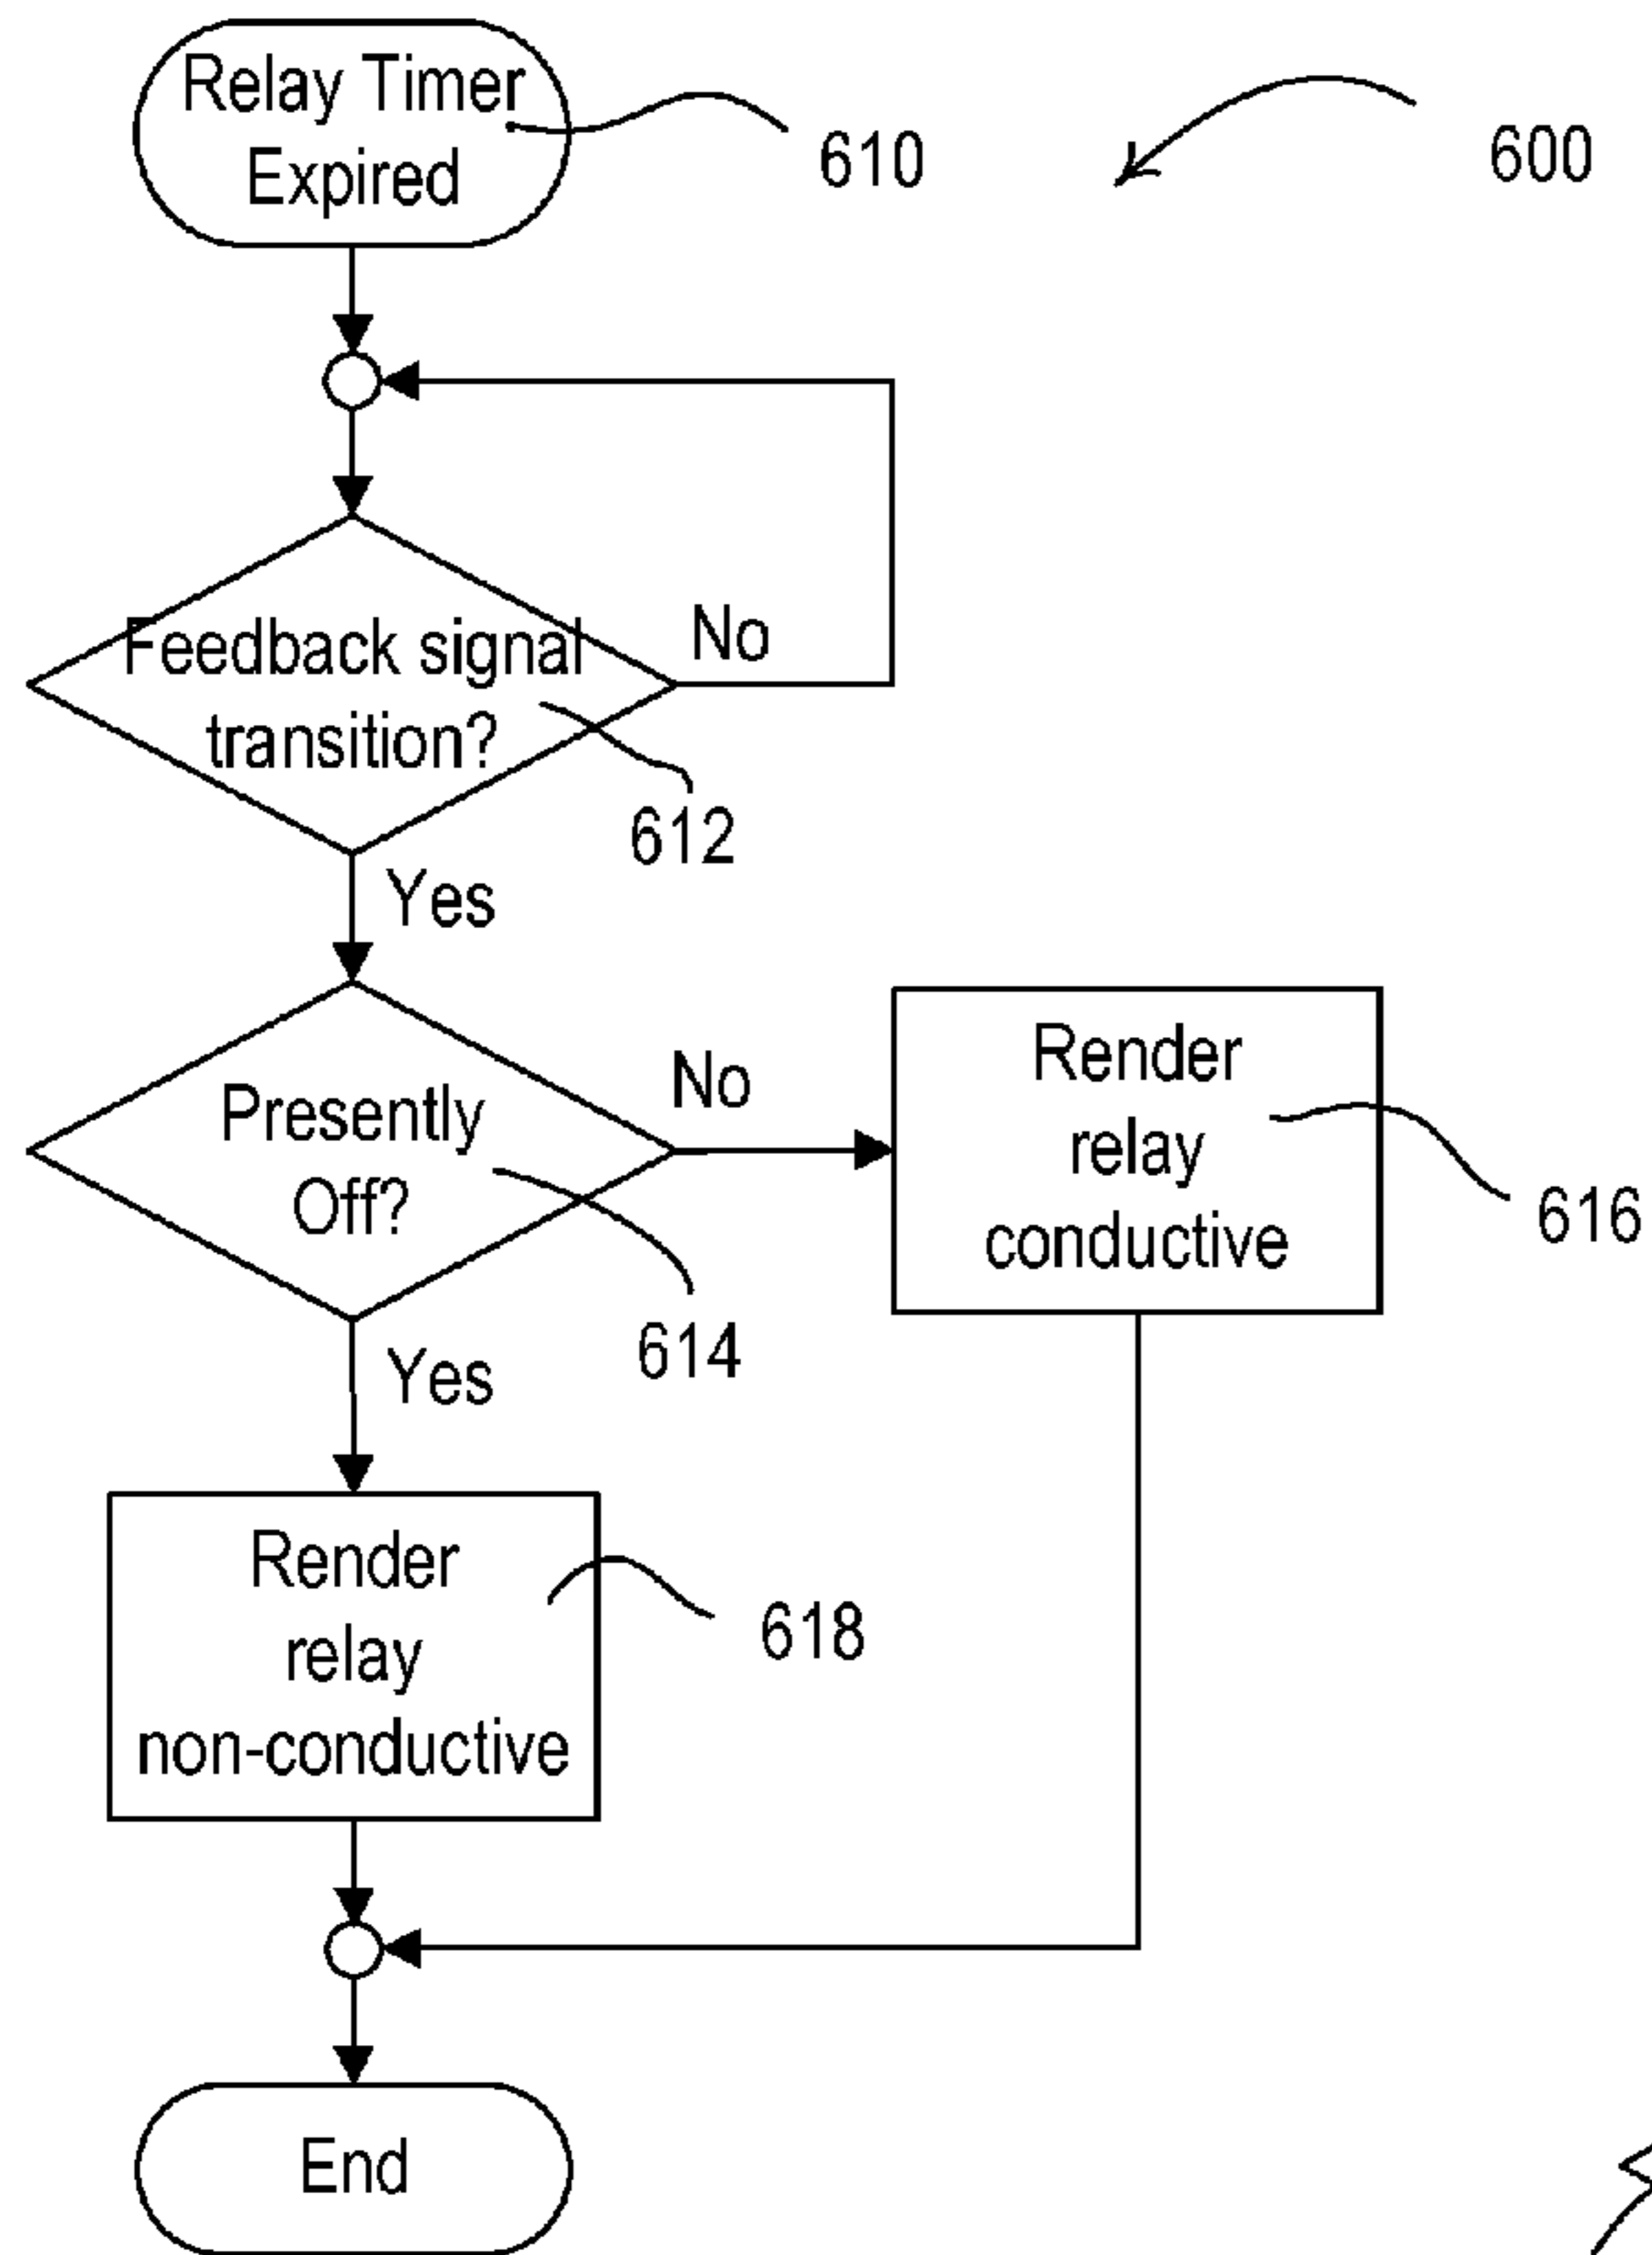 Relay Timer
Expired
610
600
Feedback signal
transition?
No
612
Yes
Presently
Off?
No
614
Yes
Render
relay
conductive
616
Render
relay
non-conductive
618
End